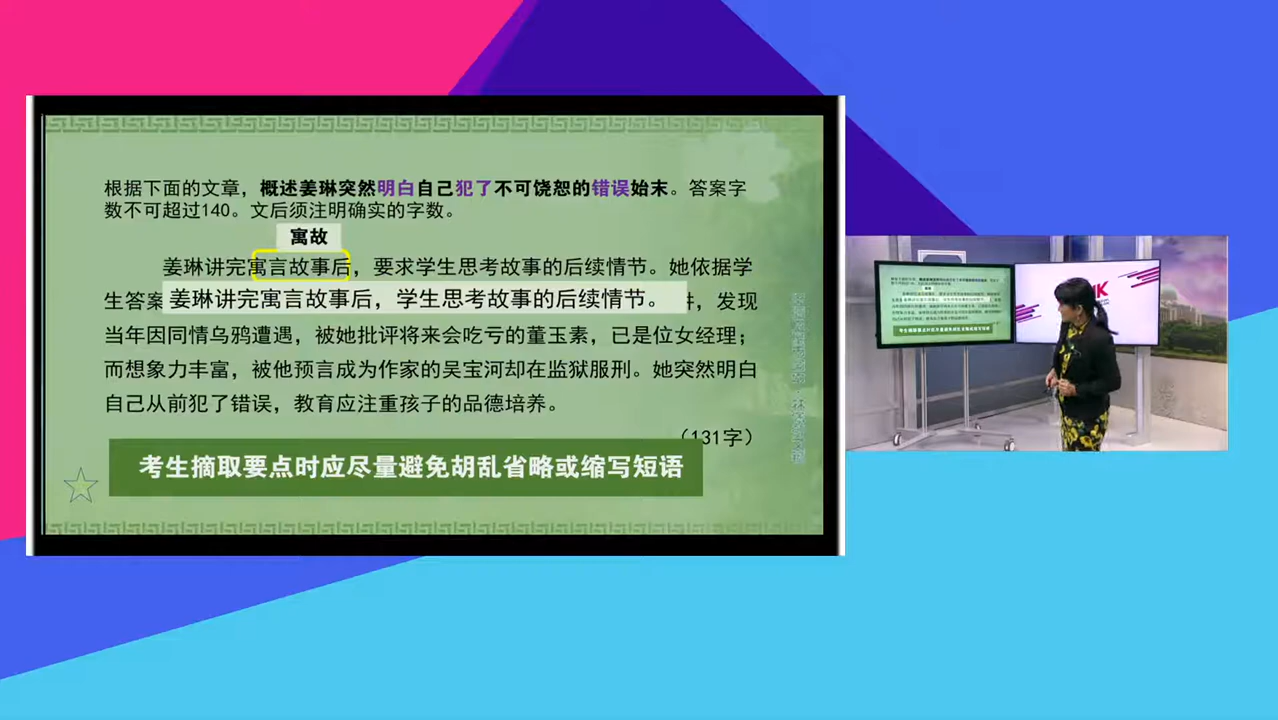 根据下面的文章，概述姜琳突然明白自己犯了不可饶恕的错误始末。答案字
数不可超过140。文后须注明确实的字数。
寓故
姜琳讲完寓言故事后，要求学生思考故事的后续情节。她依据学
生答案
姜琳讲完寓言故事后，学生思考故事的后续情节。
，发现
当年因同情乌鸦遭遇，被她批评将来会吃亏的董玉素，已是位女经理；
而想象力丰富，被他预言成为作家的吴宝河却在监狱服刑。她突然明白
自己从前犯了错误，教育应注重孩子的品德培养。
（131字）
考生摘取要点时应尽量避免胡乱省略或缩写短语